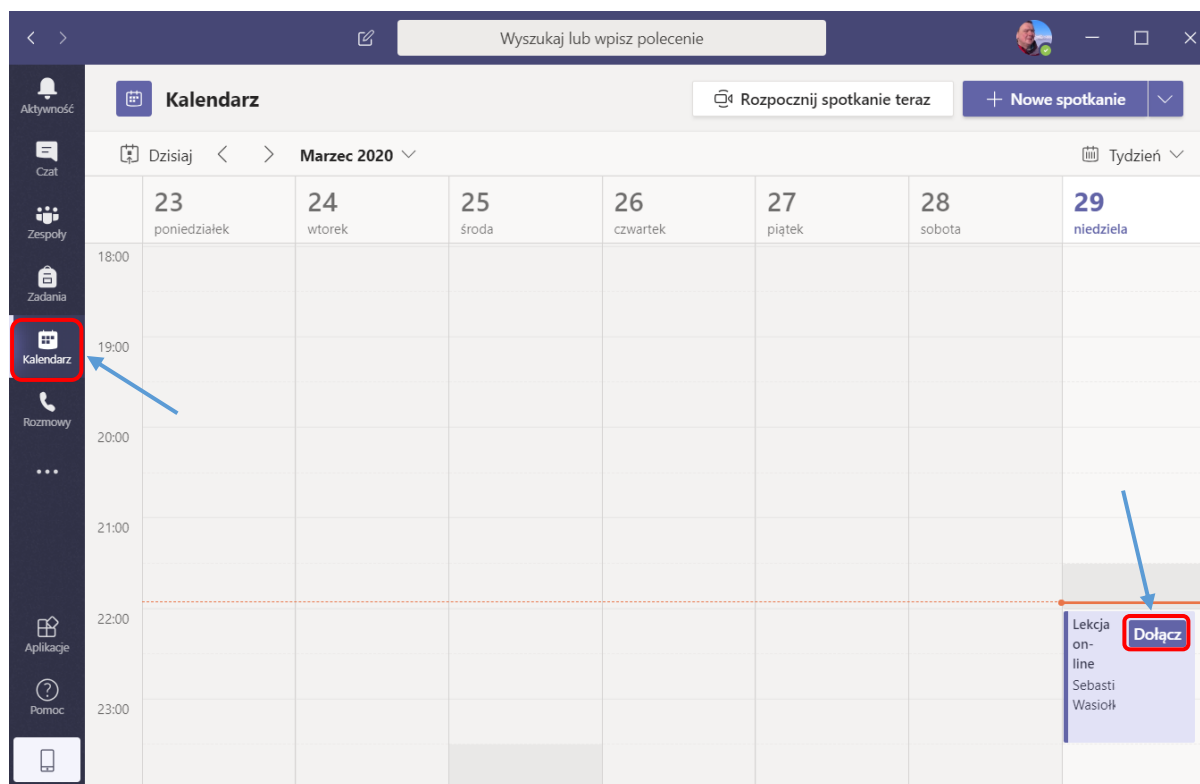 Wyszukaj lub wpisz polecenie
Aktywność
Czat
Zespoły
Zadania
Kalendarz
Rozmowy
Aplikacje
Pomoc
Kalendarz
Rozpocznij spotkanie teraz
Nowe spotkanie
Dzisiaj
Marzec 2020
Tydzień
23
poniedziałek
24
wtorek
25
środa
26
czwartek
27
piątek
28
sobota
29
niedziela
18:00
19:00
20:00
21:00
22:00
23:00
Lekcja
on-
line
Sebasti
Wasiołk
Dołącz